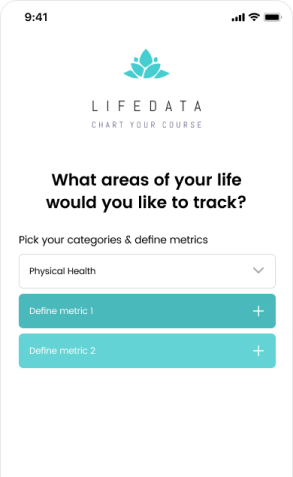 9:41
LIFEDATA
CHART YOUR COURSE
What areas of your life
would you like to track?
Pick your categories & define metrics
Physical Health
Define metric 1
Define metric 2